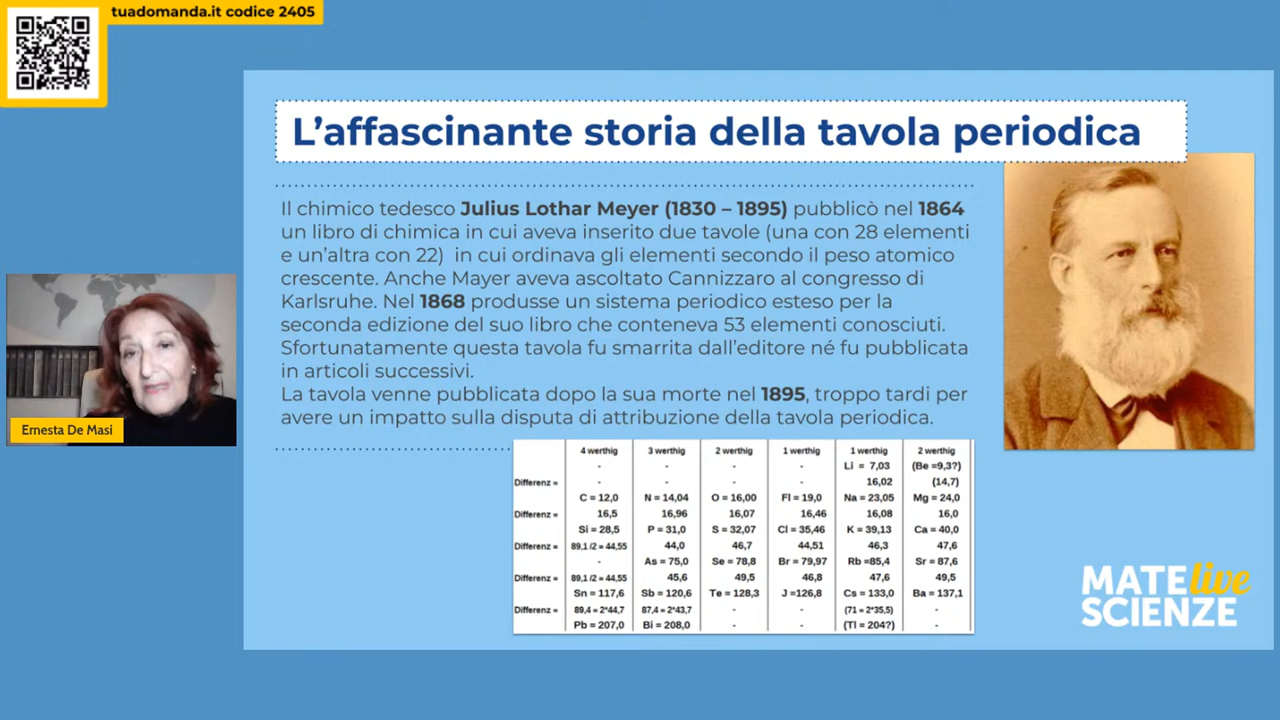 tuadomanda.it codice 2405
L'affascinante storia della tavola periodica
Il chimico tedesco Julius Lothar Meyer (1830 – 1895) pubblicò nel 1864
un libro di chimica in cui aveva inserito due tavole (una con 28 elementi
e un'altra con 22) in cui ordinava gli elementi secondo il peso atomico
crescente. Anche Mayer aveva ascoltato Cannizzaro al congresso di
Karlsruhe. Nel 1868 produsse un sistema periodico esteso per la
seconda edizione del suo libro che conteneva 53 elementi conosciuti.
Sfortunatamente questa tavola fu smarrita dall'editore né fu pubblicata
in articoli successivi.
La tavola venne pubblicata dopo la sua morte nel 1895, troppo tardi per
avere un impatto sulla disputa di attribuzione della tavola periodica.
Ernesta De Masi
4 werthig 3 werthig 2 werthig 1 werthig 1 werthig 2 werthig
- - - - Li = 7,03 (Be =9,3?)
Differenz = - - - - 16,02 (14,7)
C = 12,0 N = 14,04 O = 16,00 Fl = 19,0 Na = 23,05 Mg = 24,0
Differenz = 16,5 16,96 16,07 16,46 16,08 16,0
Si = 28,5 P = 31,0 S = 32,07 Cl = 35,46 K = 39,13 Ca = 40,0
Differenz = 89,1 /2 = 44,55 44,0 46,7 44,51 46,3 47,6
- As = 75,0 Se = 78,8 Br = 79,97 Rb =85,4 Sr = 87,6
Differenz = 89,1 /2 = 44,55 45,6 49,5 46,8 47,6 49,5
Sn = 117,6 Sb = 120,6 Te = 128,3 J =126,8 Cs = 133,0 Ba = 137,1
Differenz = 89,4 = 2*44,7 87,4 = 2*43,7 - - (71 = 2*35,5) -
Pb = 207,0 Bi = 208,0 - - (Tl = 204?) -
MATE live
SCIENZE